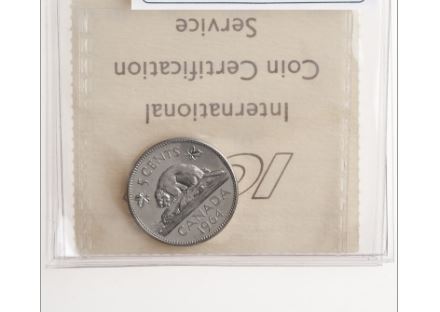 International
Coin Certification
Service
5 CENTS
CANADA
1964